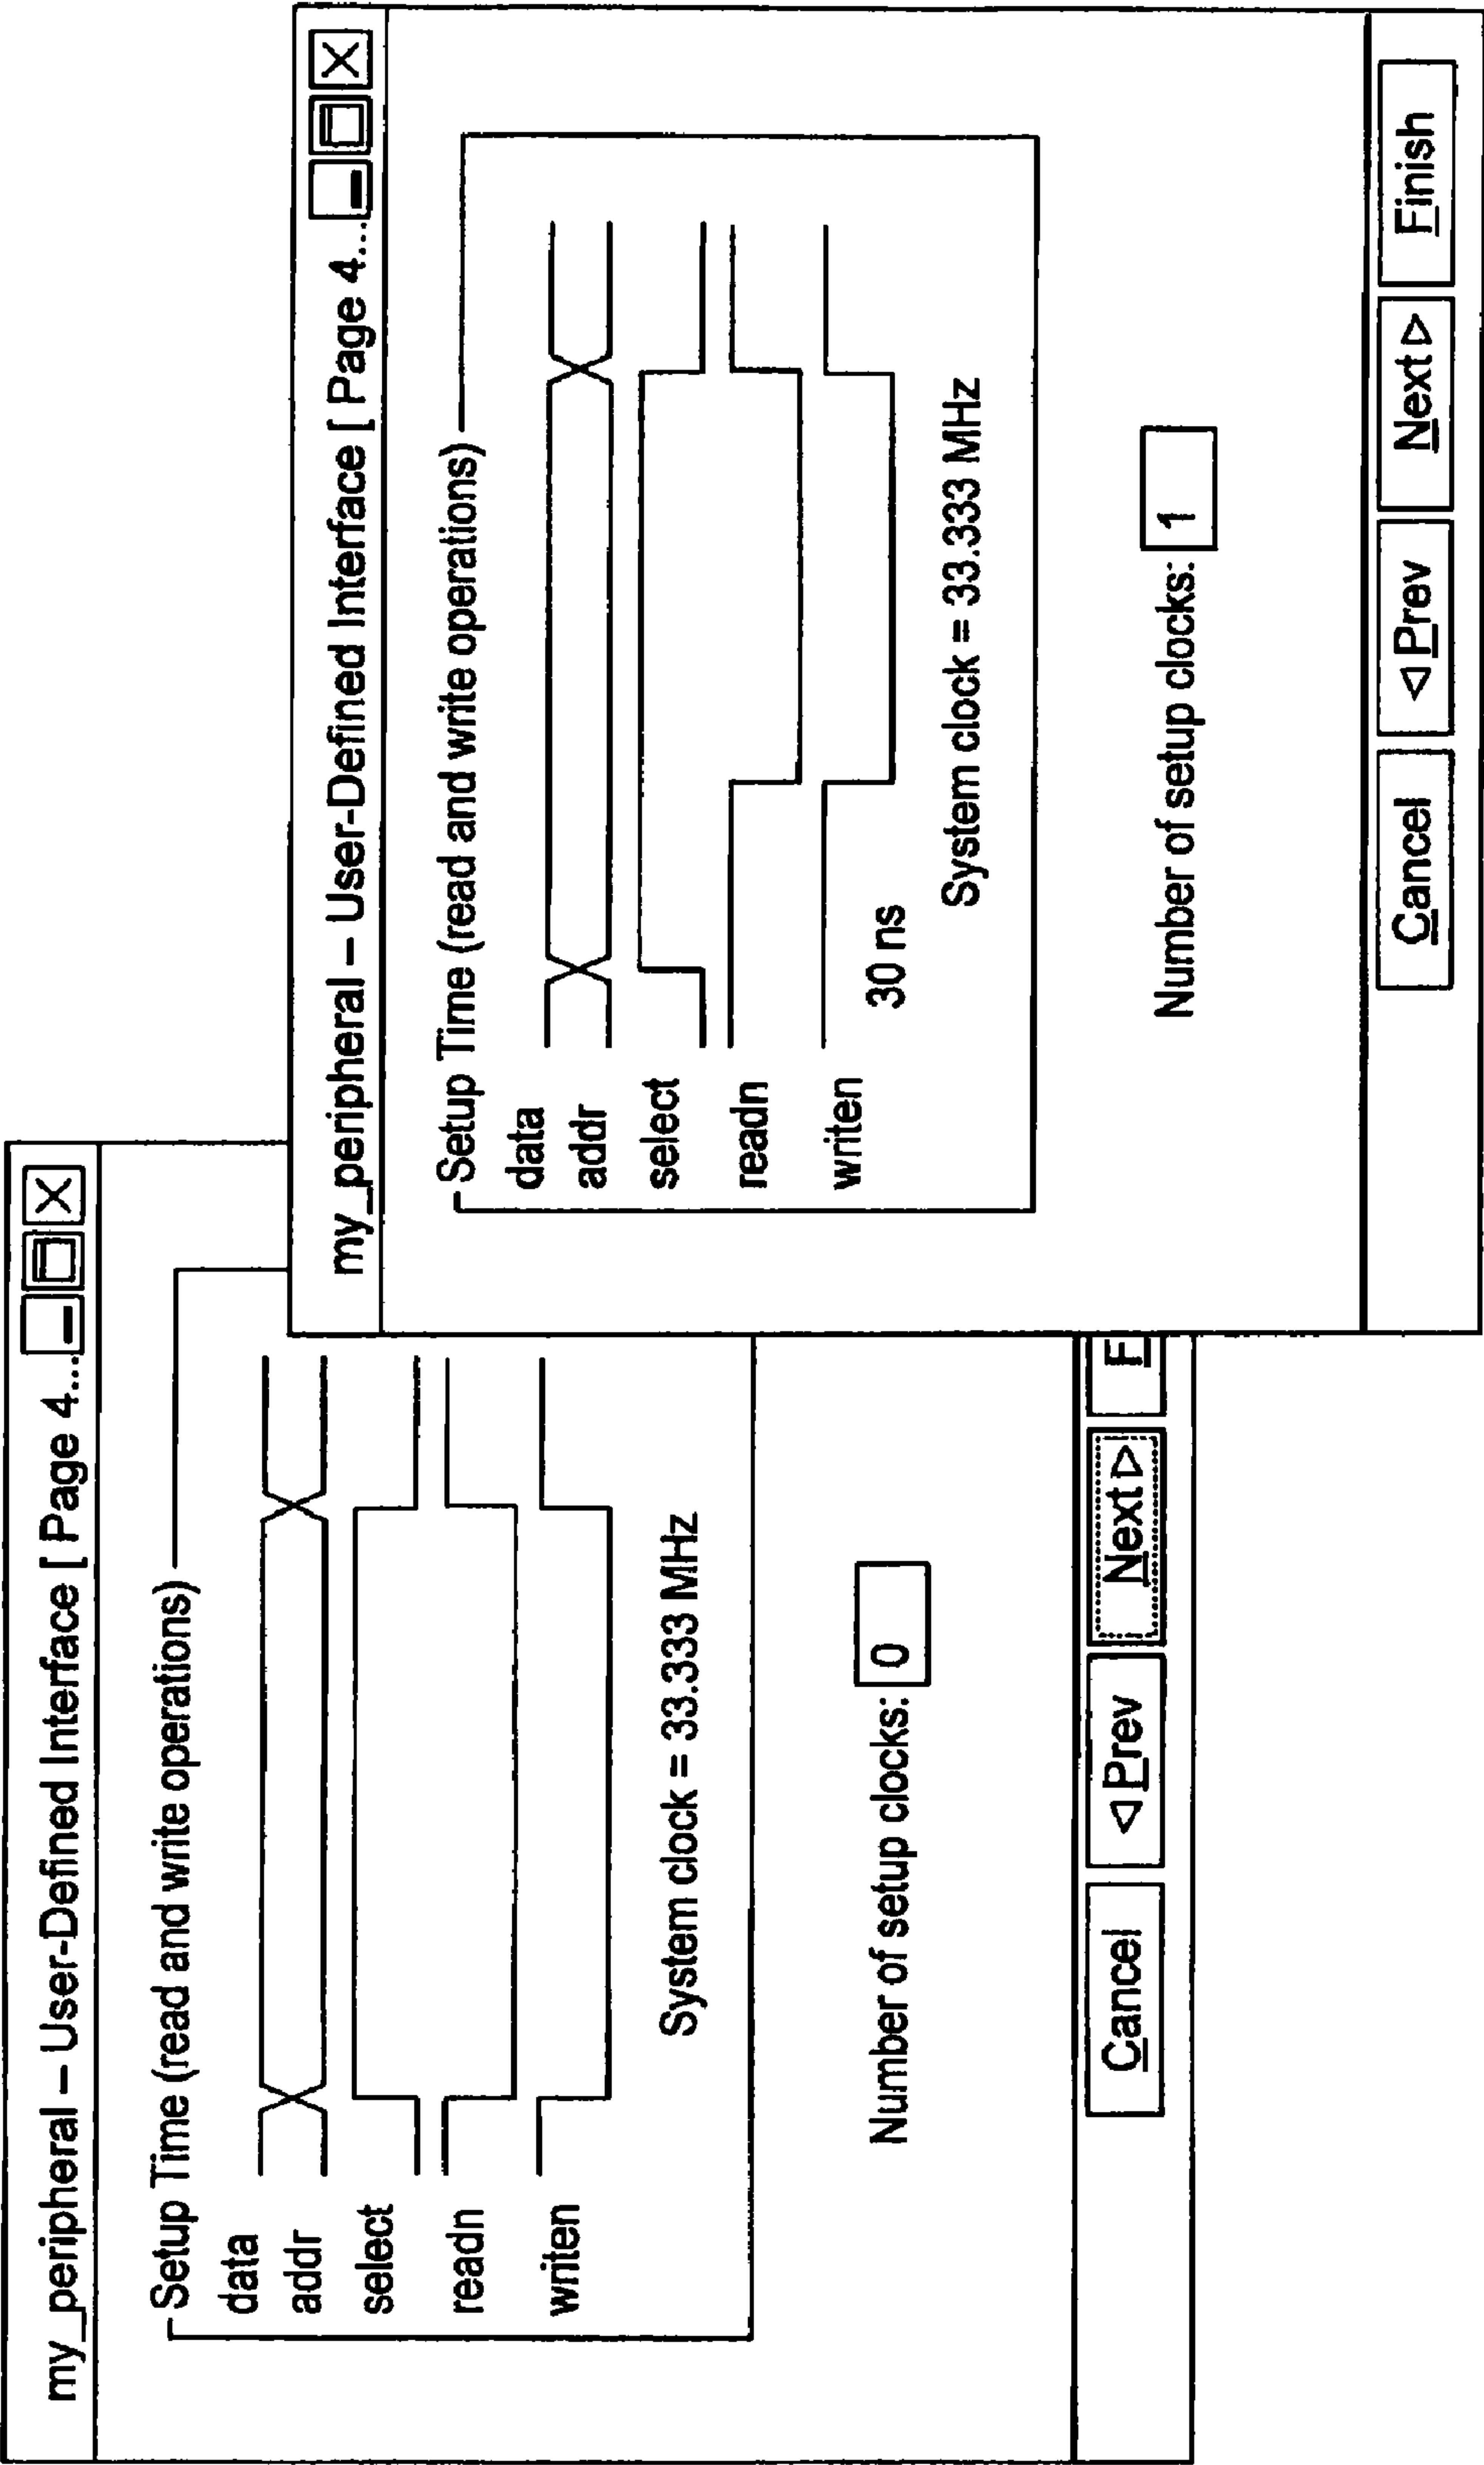 my_peripheral – User-Defined Interface [ Page 4...
Setup Time (read and write operations)
data
addr
select
readn
writen
System clock = 33.333 MHz
Number of setup clocks: 0
Cancel
Prev
Next
F
my_peripheral – User-Defined Interface [ Page 4...
Setup Time (read and write operations)
data
addr
select
readn
writen
30 ns
System clock = 33.333 MHz
Number of setup clocks: 1
Cancel
Prev
Next
Finish